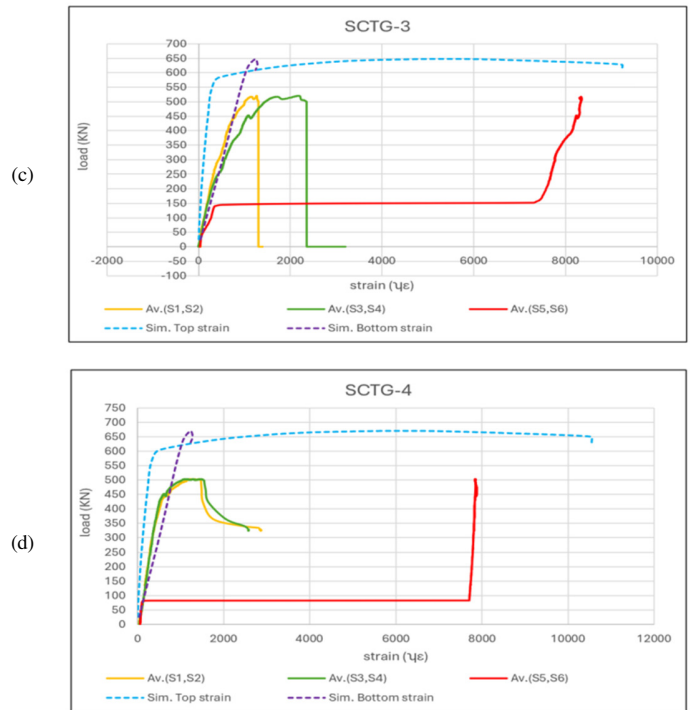 (c)
SCTG-3
700
650
600
550
500
450
400
350
300
250
200
150
100
50
0
-50
-100
-2000 0 2000 4000 6000 8000 10000
load (KN)
strain (με)
Av.(S1,S2) Av.(S3,S4) Av.(S5,S6)
Sim. Top strain Sim. Bottom strain
(d)
SCTG-4
750
700
650
600
550
500
450
400
350
300
250
200
150
100
50
0
0 2000 4000 6000 8000 10000 12000
load (KN)
strain (με)
Av.(S1,S2) Av.(S3,S4) Av.(S5,S6)
Sim. Top strain Sim. Bottom strain